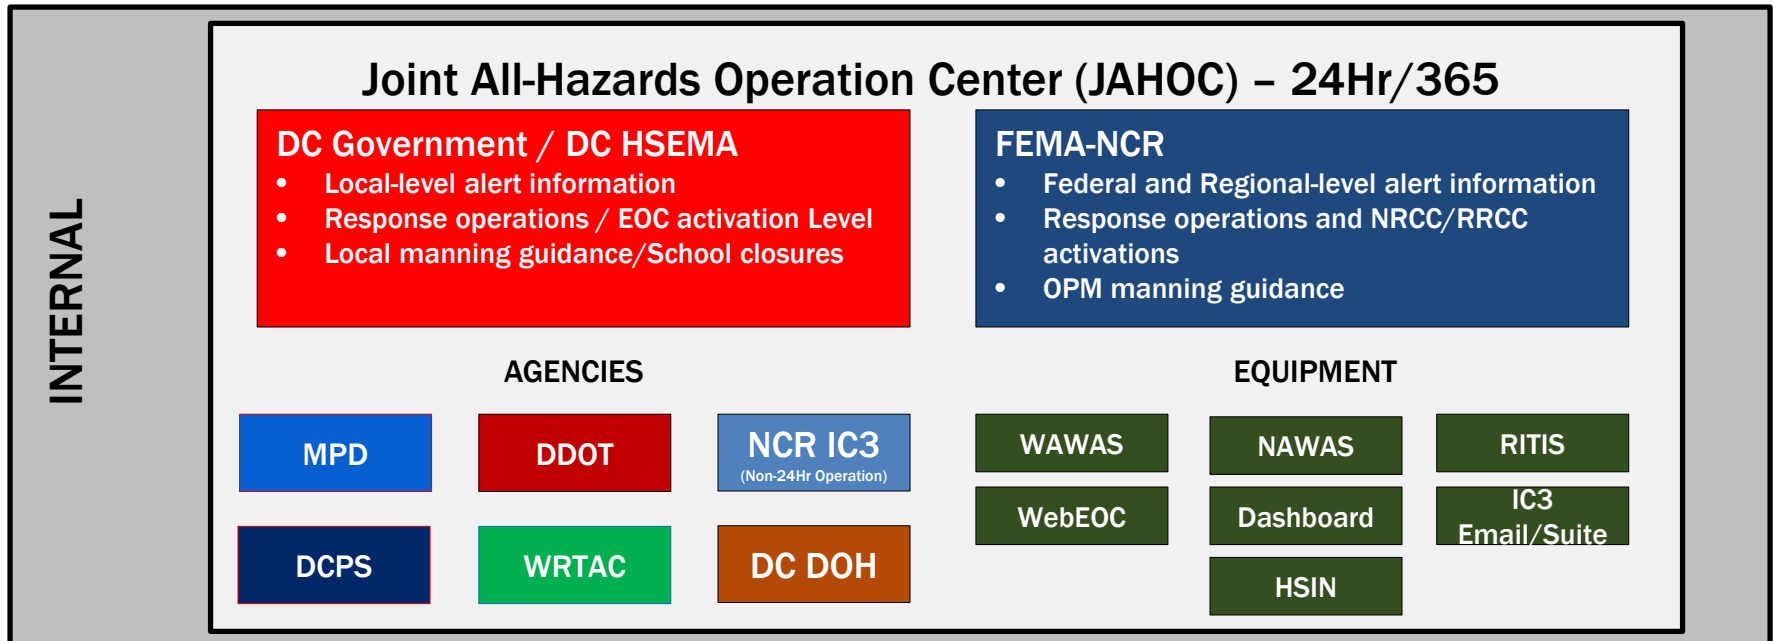 INTERNAL
Joint All-Hazards Operation Center (JAHOC) – 24Hr/365
DC Government / DC HSEMA
• Local-level alert information
• Response operations / EOC activation Level
• Local manning guidance/School closures
FEMA-NCR
• Federal and Regional-level alert information
• Response operations and NRCC/RRCC
activations
• OPM manning guidance
AGENCIES
MPD
DDOT
NCR IC3
(Non-24Hr Operation)
DCPS
WRTAC
DC DOH
EQUIPMENT
WAWAS
NAWAS
RITIS
WebEOC
Dashboard
IC3
Email/Suite
HSIN